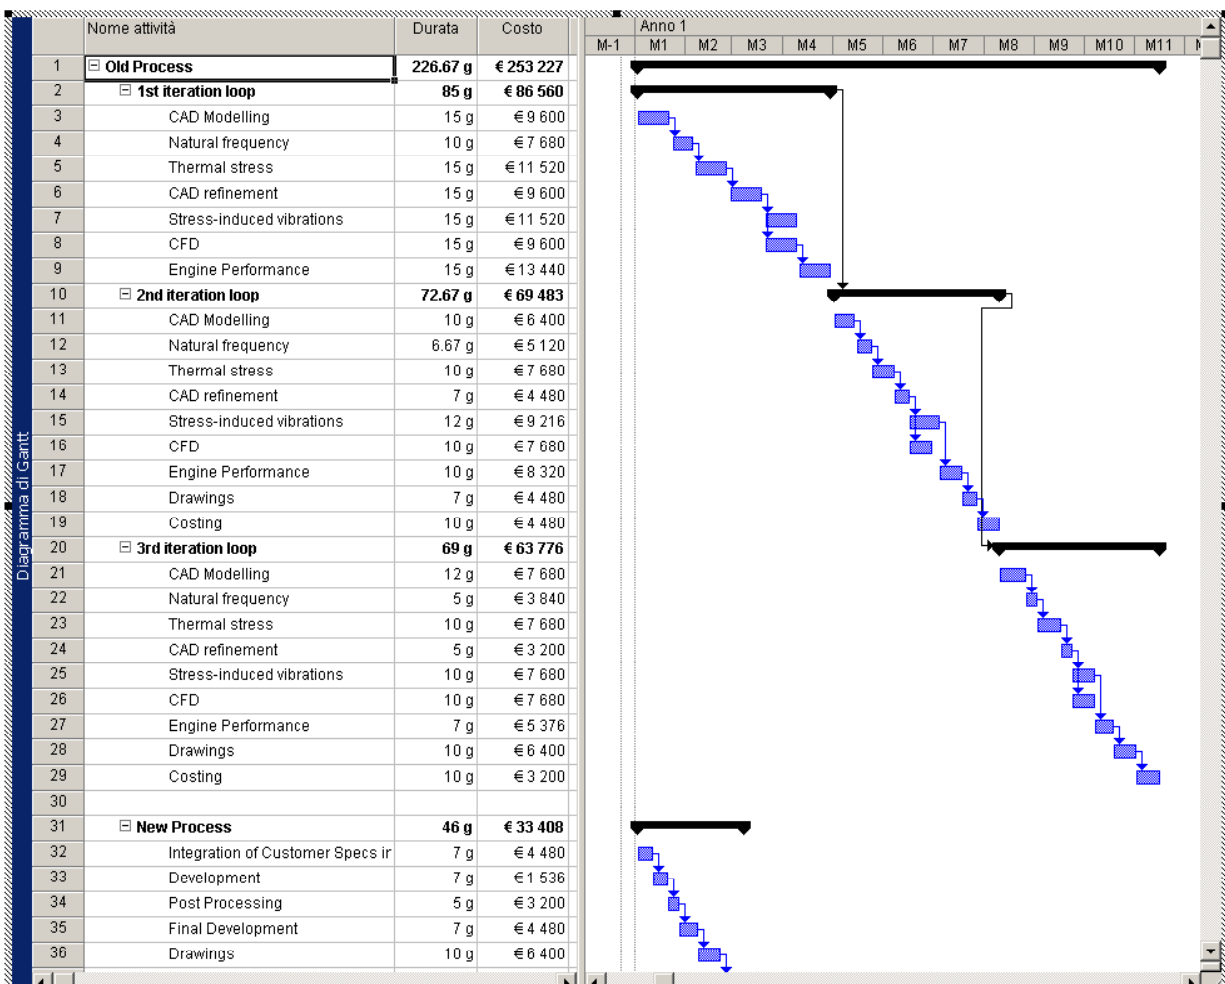 Nome attività Durata Costo Anno 1
M-1 M1 M2 M3 M4 M5 M6 M7 M8 M9 M10 M11
1 Old Process 226.67 g € 253 227
2 1st iteration loop 85 g € 86 560
3 CAD Modelling 15 g € 9 600
4 Natural frequency 10 g € 7 680
5 Thermal stress 15 g € 11 520
6 CAD refinement 15 g € 9 600
7 Stress-induced vibrations 15 g € 11 520
8 CFD 15 g € 9 600
9 Engine Performance 15 g € 13 440
10 2nd iteration loop 72.67 g € 69 483
11 CAD Modelling 10 g € 6 400
12 Natural frequency 6.67 g € 5 120
13 Thermal stress 10 g € 7 680
14 CAD refinement 7 g € 4 480
15 Stress-induced vibrations 12 g € 9 216
16 CFD 10 g € 7 680
17 Engine Performance 10 g € 8 320
18 Drawings 7 g € 4 480
19 Costing 10 g € 4 480
20 3rd iteration loop 69 g € 63 776
21 CAD Modelling 12 g € 7 680
22 Natural frequency 5 g € 3 840
23 Thermal stress 10 g € 7 680
24 CAD refinement 5 g € 3 200
25 Stress-induced vibrations 10 g € 7 680
26 CFD 10 g € 7 680
27 Engine Performance 7 g € 5 376
28 Drawings 10 g € 6 400
29 Costing 10 g € 3 200
30
31 New Process 46 g € 33 408
32 Integration of Customer Specs ir 7 g € 4 480
33 Development 7 g € 1 536
34 Post Processing 5 g € 3 200
35 Final Development 7 g € 4 480
36 Drawings 10 g € 6 400
Diagramma di Gantt